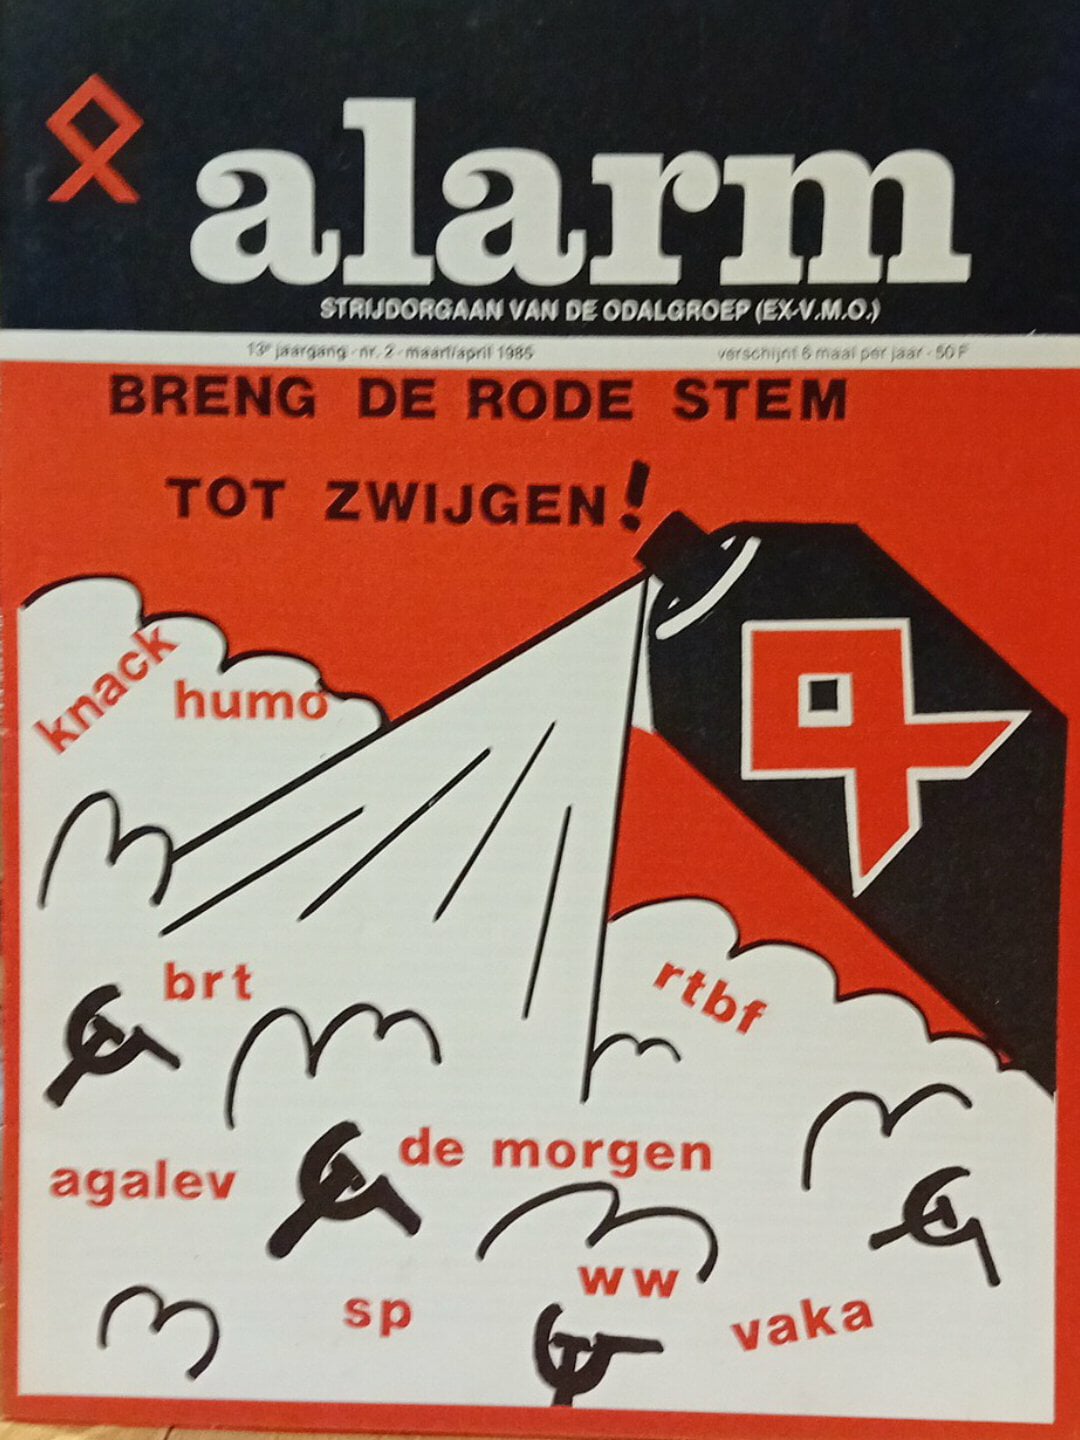 alarm
STRIJDORGAAN VAN DE ODALGROEP (EX-V.M.O.)
13e jaargang - nr. 2 - maart/april 1985
verschijnt 6 maal per jaar - 50 F
BRENG DE RODE STEM
TOT ZWIJGEN!
knack
humo
brt
rtbf
de morgen
agalev
ww
sp
vaka